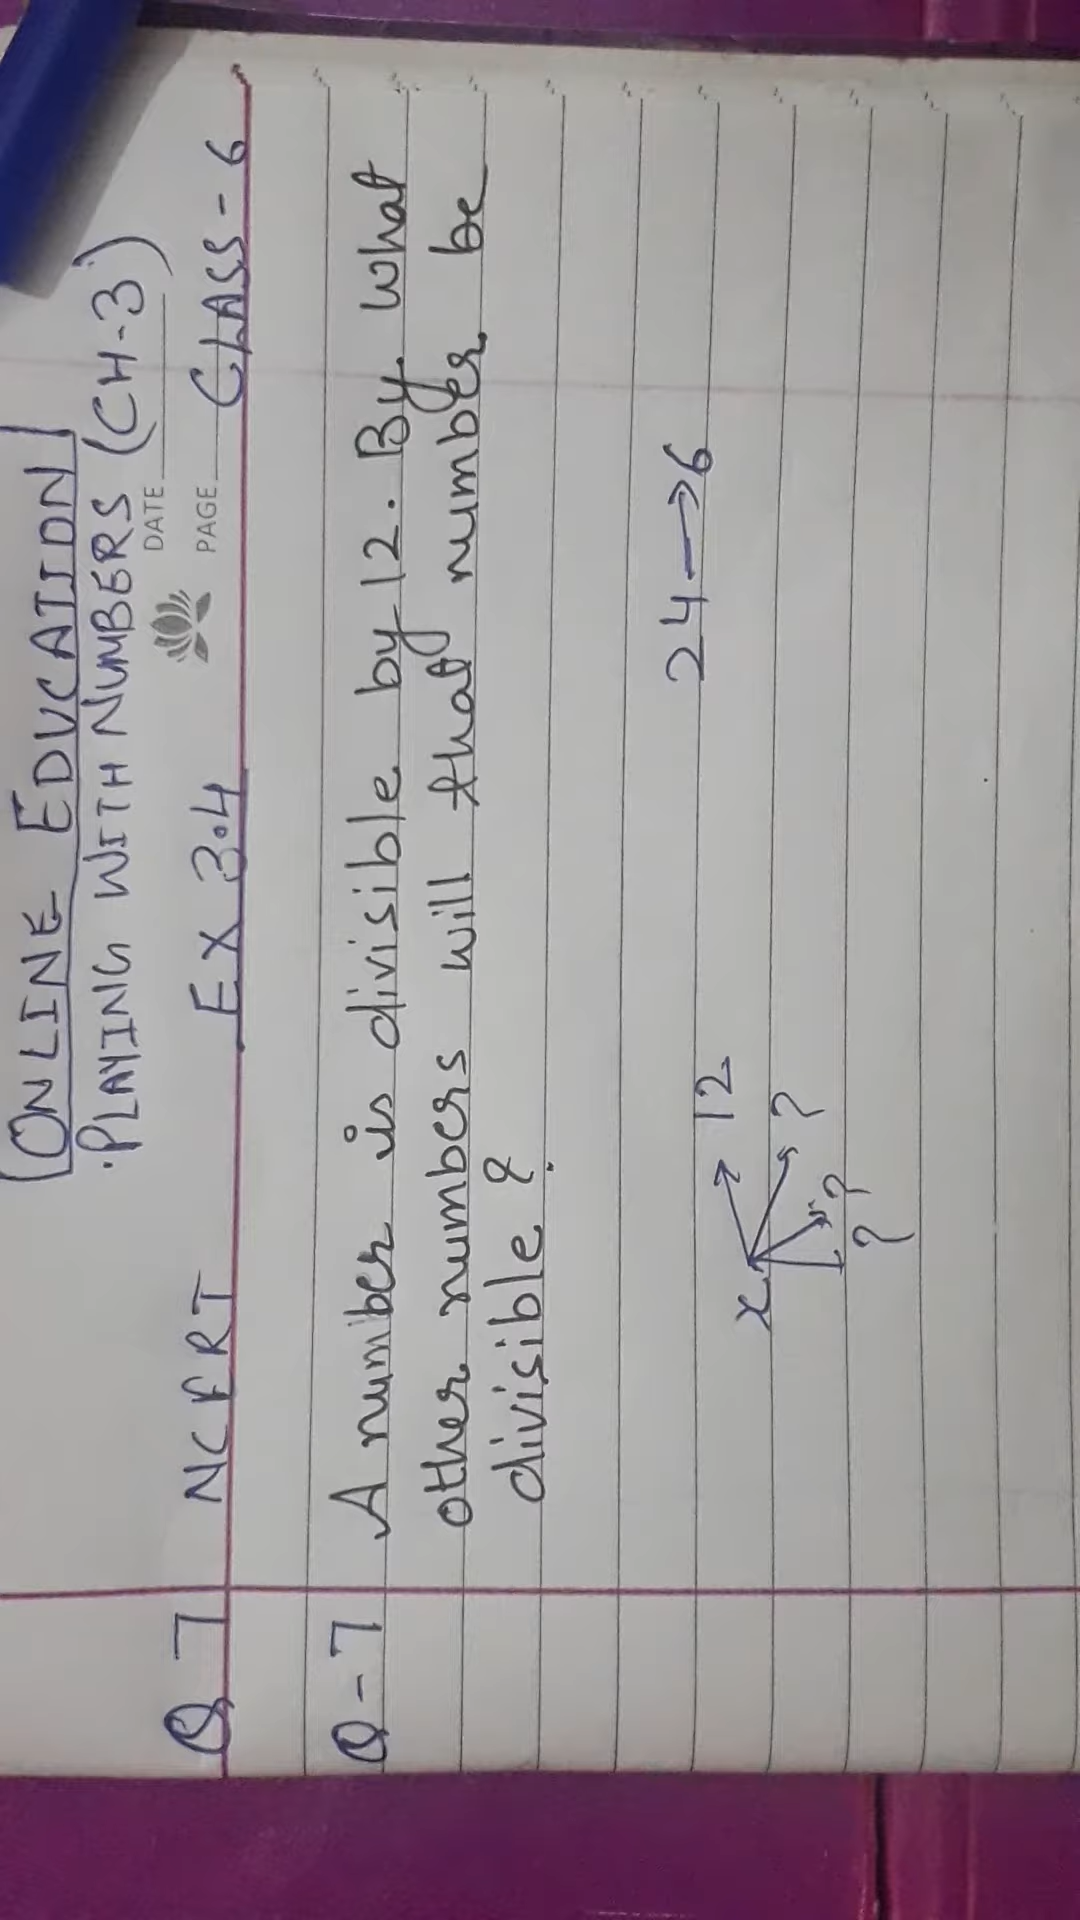 ONLINE EDUCATION
PLAYING WITH NUMBERS (CH-3)
DATE
PAGE
Q 7 NCERT EX 3.4 CLASS-6
Q-7 A number is divisible by 12. By what
other numbers will that number be
divisible ?
24→6
x 12
?
?
?